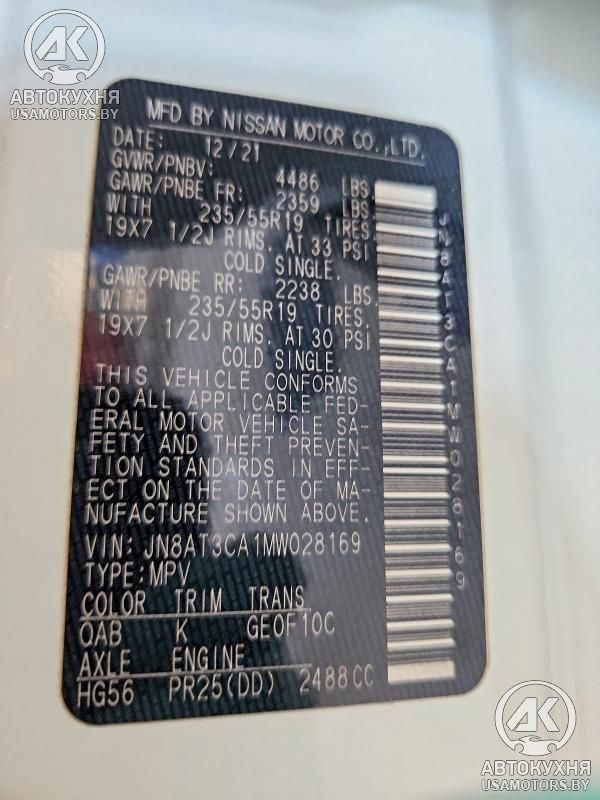 AK
АВТОКУХНЯ
USAMOTORS.BY
MFD BY NISSAN MOTOR CO.,LTD.
DATE: 12/21
GVWR/PNBV: 4486 LBS
GAWR/PNBE FR: 2359 LBS
WITH 235/55R19 TIRES,
19X7 1/2J RIMS, AT 33 PSI
COLD SINGLE.
GAWR/PNBE RR: 2238 LBS.
WITH 235/55R19 TIRES,
19X7 1/2J RIMS, AT 30 PSI
COLD SINGLE.
THIS VEHICLE CONFORMS
TO ALL APPLICABLE FED-
ERAL MOTOR VEHICLE SA-
FETY AND THEFT PREVEN-
TION STANDARDS IN EFF-
ECT ON THE DATE OF MA-
NUFACTURE SHOWN ABOVE.
VIN: JN8AT3CA1MW028169
TYPE:MPV
COLOR TRIM TRANS
QAB K GE0F10C
AXLE ENGINE
HG56 PR25(DD) 2488CC
JN8AT3CA1MW028169
AK
АВТОКУХНЯ
USAMOTORS.BY